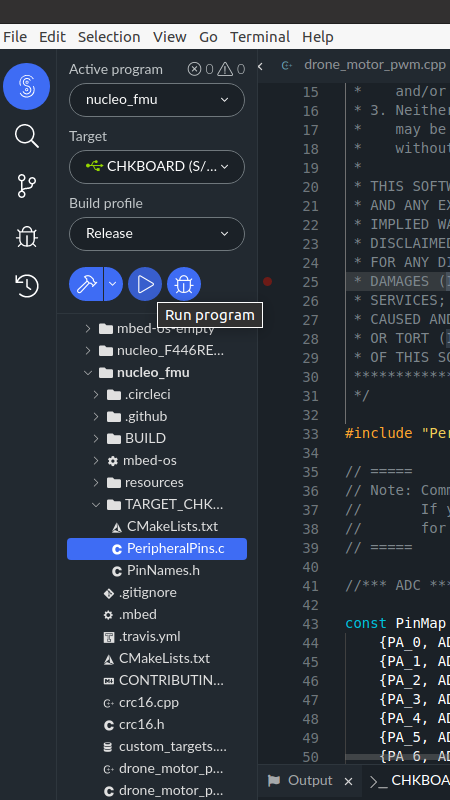 File Edit Selection View Go Terminal Help
Active program 0 0
nucleo_fmu
Target
CHKBOARD (S/...
Build profile
Release
Run program
mbed-os-empty
nucleo_F446RE...
nucleo_fmu
.circleci
.github
BUILD
mbed-os
resources
TARGET_CHK...
CMakeLists.txt
PeripheralPins.c
PinNames.h
.gitignore
.mbed
.travis.yml
CMakeLists.txt
CONTRIBUTIN...
crc16.cpp
crc16.h
custom_targets....
drone_motor_p...
drone_motor_p...
drone_motor_pwm.cpp
15 * and/or
16 * 3. Neither
17 * may be
18 * without
19 *
20 * THIS SOFTW
21 * AND ANY EX
22 * IMPLIED WA
23 * DISCLAIMED
24 * FOR ANY DI
25 * DAMAGES (I
26 * SERVICES;
27 * CAUSED AND
28 * OR TORT (I
29 * OF THIS SO
30 *************
31 */
32
33 #include "Per
34
35 // =====
36 // Note: Comm
37 // If y
38 // for
39 // =====
40
41 //*** ADC ***
42
43 const PinMap
44 {PA_0, AD
45 {PA_1, AD
46 {PA_2, AD
47 {PA_3, AD
48 {PA_4, AD
49 {PA_5, AD
50 {PA_6, AD
Output × >_ CHKBOA